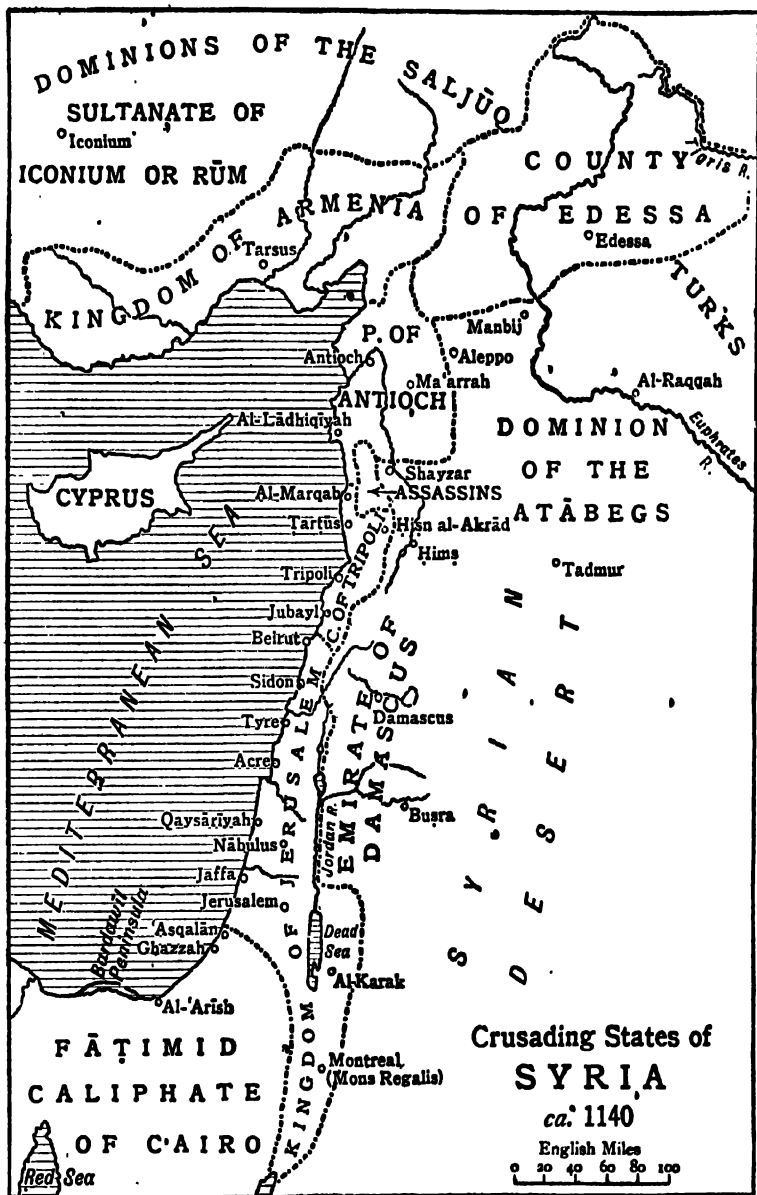 DOMINIONS OF THE SALJŪQ
SULTANATE OF
Iconium
ICONIUM OR RŪM
KINGDOM OF ARMENIA
Tarsus
COUNTY
OF EDESSA
Edessa
Tigris R.
TURKS
P. OF
ANTIOCH
Antioch
Manbij
Aleppo
Ma'arrah
Al-Raqqah
Euphrates
R.
Al-Lādhiqīyah
DOMINION
OF THE
ATĀBEGS
Shayzar
ASSASSINS
CYPRUS
Al-Marqab
Tartūs
Hisn al-Akrād
Hims
Tadmur
C. OF TRIPOLI
Tripoli
Jubayl
Beirut
Sidon
Damascus
Tyre
Acre
EMIRATE OF
DAMASCUS
Busra
Jordan R.
Qaysārīyah
Nābulus
Jaffa
Jerusalem
Asqalān
Ghazzah
Dead
Sea
Al-Karak
KINGDOM OF JERUSALEM
MEDITERRANEAN SEA
SYRIAN
DESERT
Bardawīl
Peninsula
Al-'Arīsh
FĀṬIMID
CALIPHATE
OF CAIRO
Montreal
(Mons Regalis)
Red Sea
Crusading States of
SYRIA
ca. 1140
English Miles
0 20 40 60 80 100